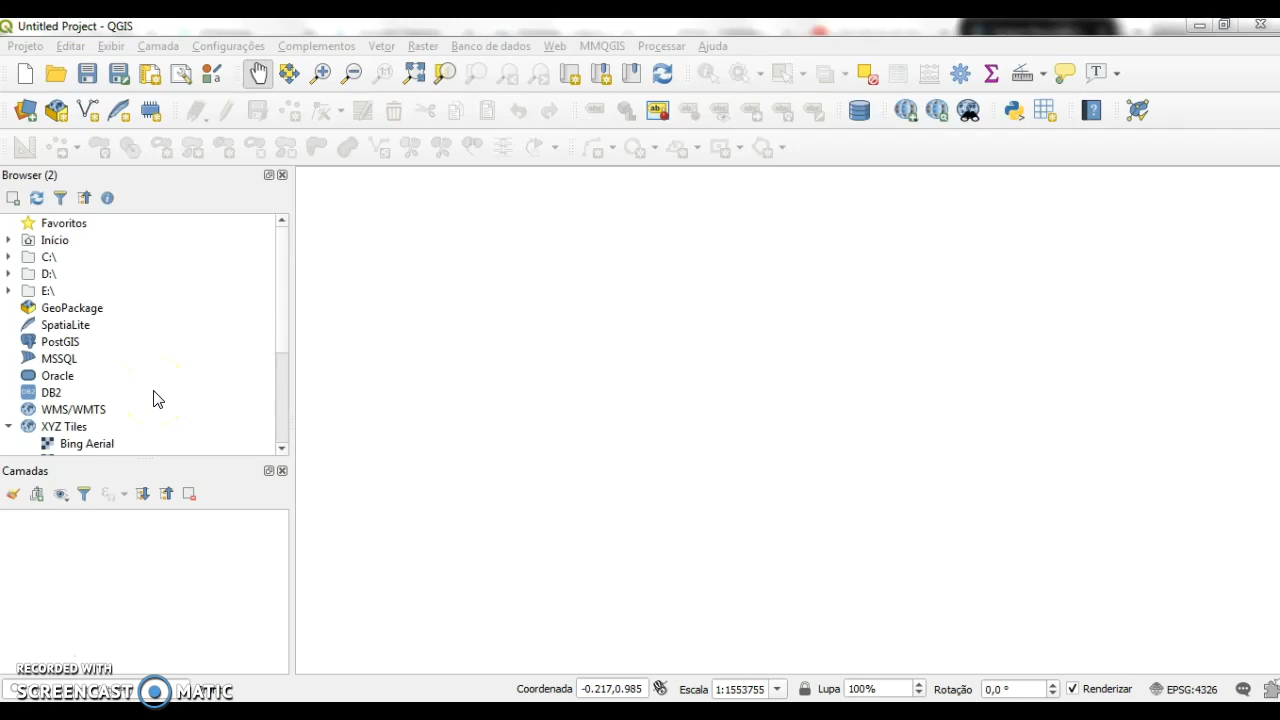 Untitled Project - QGIS
Projeto Editar Exibir Camada Configurações Complementos Vetor Raster Banco de dados Web MMQGIS Processar Ajuda
Browser (2)
Favoritos
Início
C:\
D:\
E:\
GeoPackage
SpatiaLite
PostGIS
MSSQL
Oracle
DB2
WMS/WMTS
XYZ Tiles
Bing Aerial
Camadas
RECORDED WITH
SCREENCAST MATIC
Coordenada -0.217,0.985 Escala 1:1553755 Lupa 100% Rotação 0,0 ° Renderizar EPSG:4326